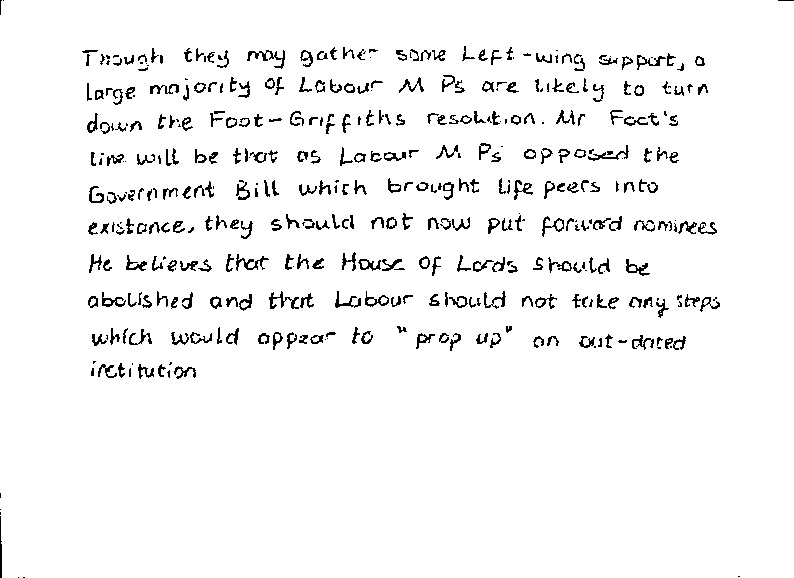 Though they may gather some Left-wing support, a
large majority of Labour M Ps are likely to turn
down the Foot-Griffiths resolution. Mr Foot's
line will be that as Labour M Ps opposed the
Government Bill which brought life peers into
existance, they should not now put forward nominees
He believes that the House of Lords should be
abolished and that Labour should not take any steps
which would appear to "prop up" an out-dated
institution